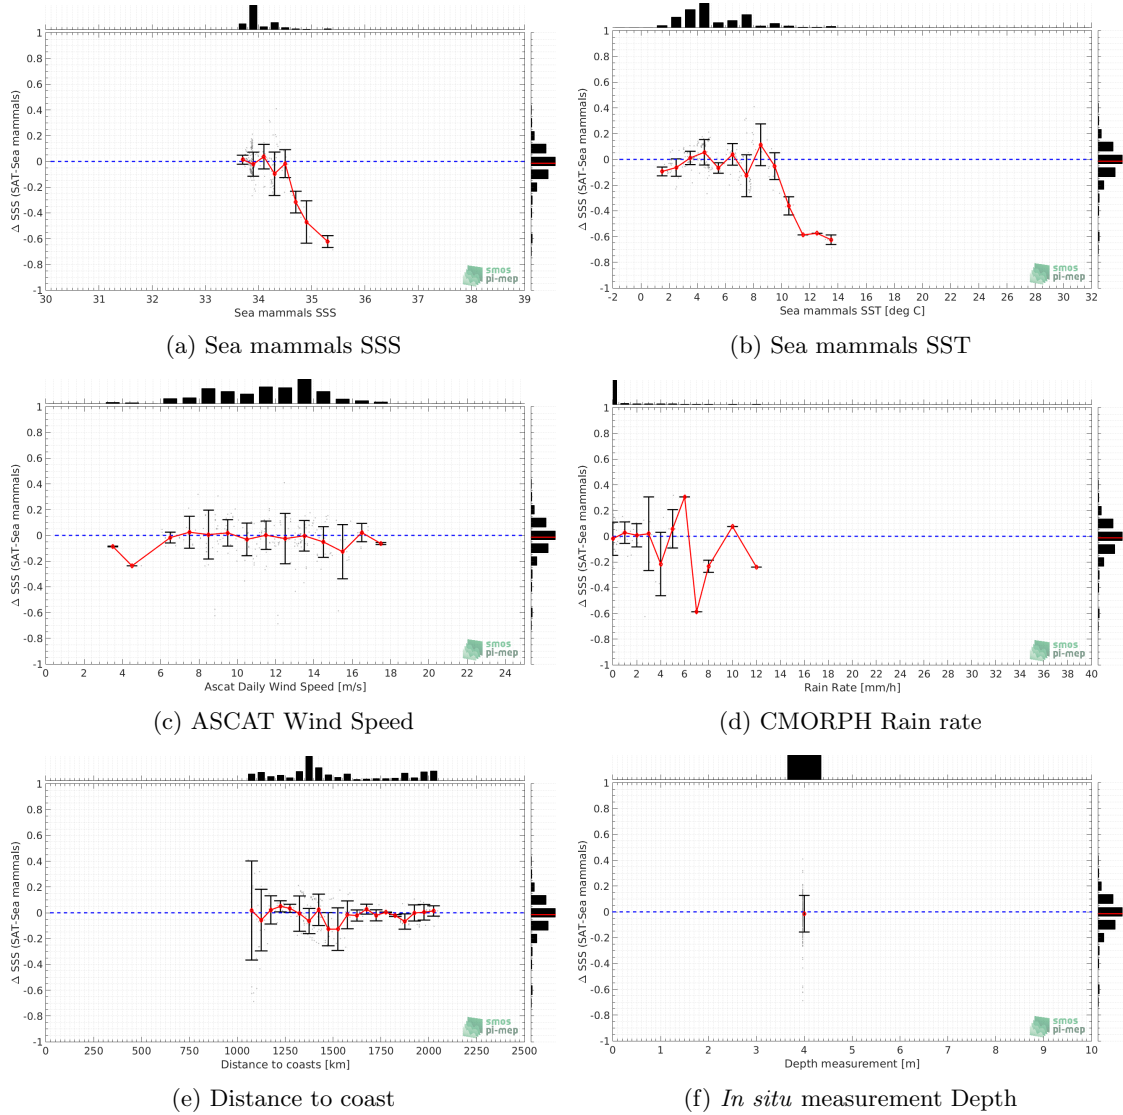 1
0.8
0.6
0.4
0.2
0
-0.2
-0.4
-0.6
-0.8
-1
Δ SSS (SAT-Sea mammals)
30 31 32 33 34 35 36 37 38 39
Sea mammals SSS
smos
pi-mep
(a) Sea mammals SSS
1
0.8
0.6
0.4
0.2
0
-0.2
-0.4
-0.6
-0.8
-1
Δ SSS (SAT-Sea mammals)
-2 0 2 4 6 8 10 12 14 16 18 20 22 24 26 28 30 32
Sea mammals SST [deg C]
smos
pi-mep
(b) Sea mammals SST
1
0.8
0.6
0.4
0.2
0
-0.2
-0.4
-0.6
-0.8
-1
Δ SSS (SAT-Sea mammals)
0 2 4 6 8 10 12 14 16 18 20 22 24
Ascat Daily Wind Speed [m/s]
smos
pi-mep
(c) ASCAT Wind Speed
1
0.8
0.6
0.4
0.2
0
-0.2
-0.4
-0.6
-0.8
-1
Δ SSS (SAT-Sea mammals)
0 2 4 6 8 10 12 14 16 18 20 22 24 26 28 30 32 34 36 38 40
Rain Rate [mm/h]
smos
pi-mep
(d) CMORPH Rain rate
1
0.8
0.6
0.4
0.2
0
-0.2
-0.4
-0.6
-0.8
-1
Δ SSS (SAT-Sea mammals)
0 250 500 750 1000 1250 1500 1750 2000 2250 2500
Distance to coasts [km]
smos
pi-mep
(e) Distance to coast
1
0.8
0.6
0.4
0.2
0
-0.2
-0.4
-0.6
-0.8
-1
Δ SSS (SAT-Sea mammals)
0 1 2 3 4 5 6 7 8 9 10
Depth measurement [m]
smos
pi-mep
(f) In situ measurement Depth